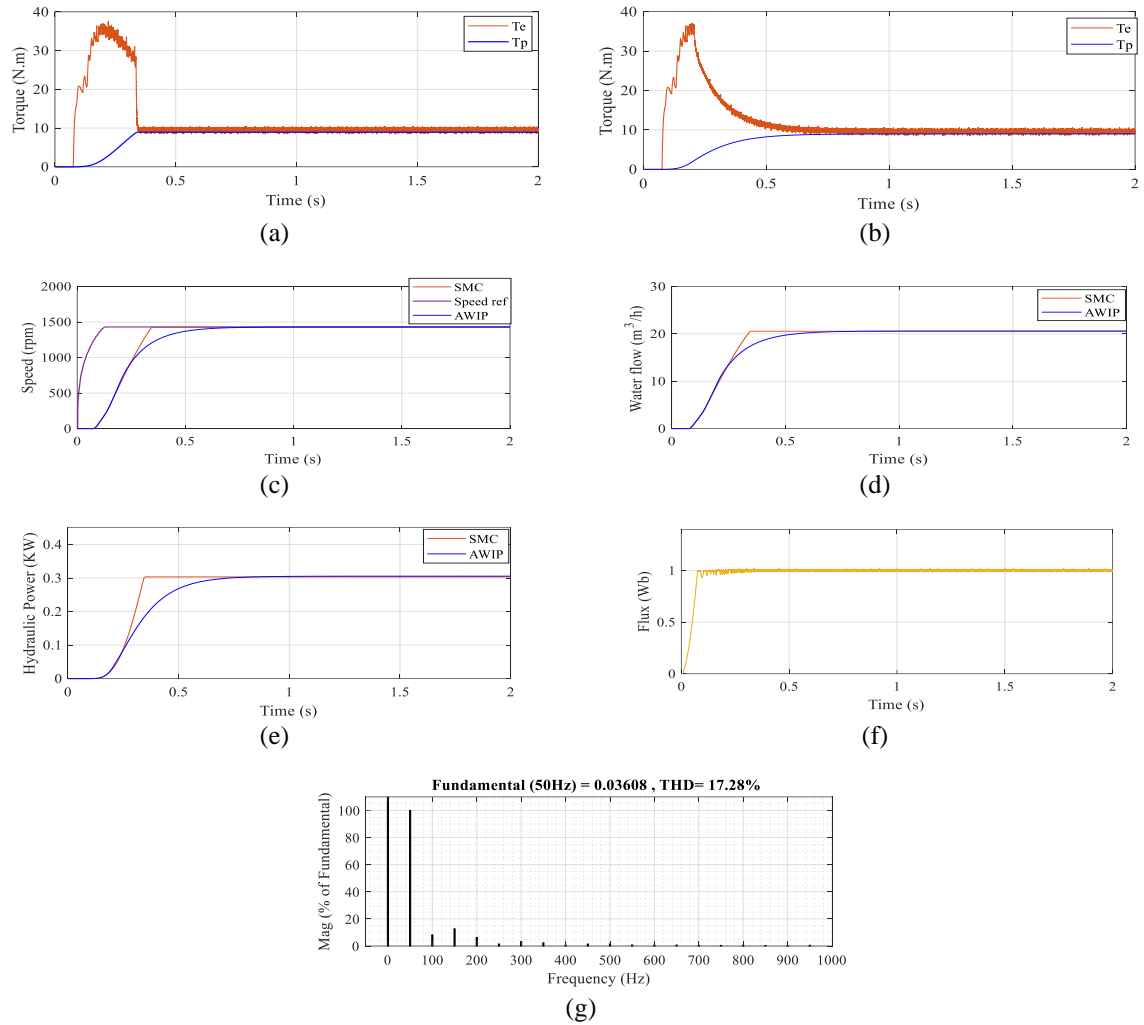 40
30
20
10
0
Torque (N.m)
Te
Tp
0 0.5 1 1.5 2
Time (s)
(a)
40
30
20
10
0
Torque (N.m)
Te
Tp
0 0.5 1 1.5 2
Time (s)
(b)
2000
1500
1000
500
0
Speed (rpm)
SMC
Speed ref
AWIP
0 0.5 1 1.5 2
Time (s)
(c)
30
20
10
0
Water flow (m³/h)
SMC
AWIP
0 0.5 1 1.5 2
Time (s)
(d)
0.4
0.3
0.2
0.1
0
Hydraulic Power (KW)
SMC
AWIP
0 0.5 1 1.5 2
Time (s)
(e)
1
0.5
0
Flux (Wb)
0 0.5 1 1.5 2
Time (s)
(f)
Fundamental (50Hz) = 0.03608 , THD= 17.28%
100
80
60
40
20
0
Mag (% of Fundamental)
0 100 200 300 400 500 600 700 800 900 1000
Frequency (Hz)
(g)